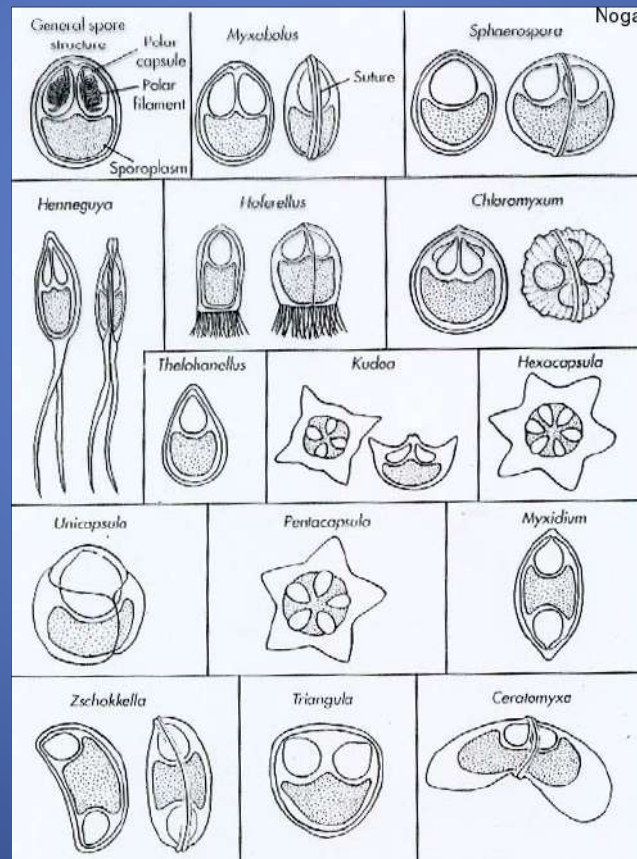 Noga
General spore
structure
Polar
capsule
Polar
filament
Sporoplasm
Myxobolus
Suture
Sphaerospora
Henneguya
Hoferellus
Chloromyxum
Thelohanellus
Kudoa
Hexacapsula
Unicapsula
Pentacapsula
Myxidium
Zschokkella
Triangula
Ceratomyxa